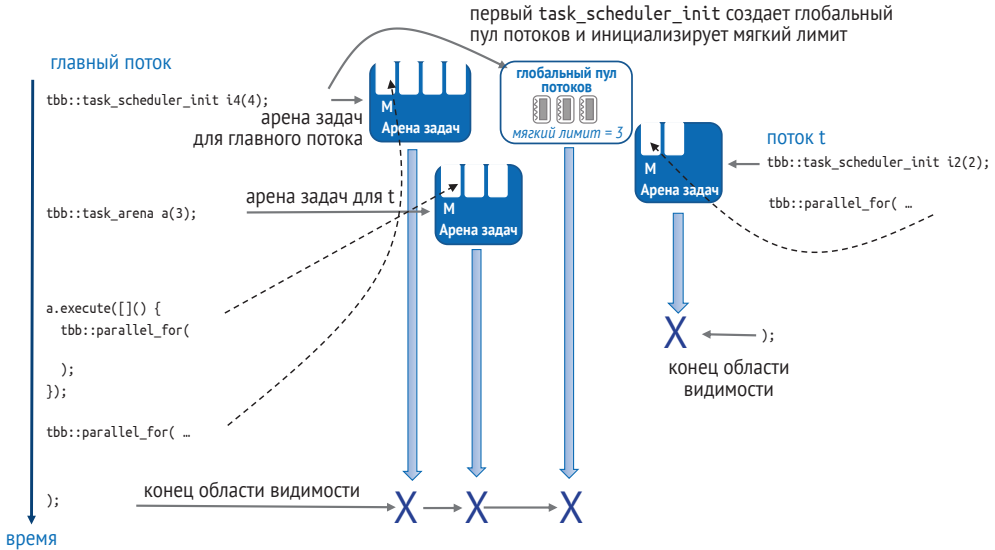 первый task_scheduler_init создает глобальный
пул потоков и инициализирует мягкий лимит
главный поток
tbb::task_scheduler_init i4(4);
арена задач
для главного потока
M
Арена задач
глобальный пул
потоков
мягкий лимит = 3
поток t
tbb::task_scheduler_init i2(2);
M
Арена задач
tbb::parallel_for( …
арена задач для t
tbb::task_arena a(3);
M
Арена задач
a.execute([]() {
tbb::parallel_for(
);
});
X
);
конец области
видимости
tbb::parallel_for( …
);
конец области видимости
X
X
X
время